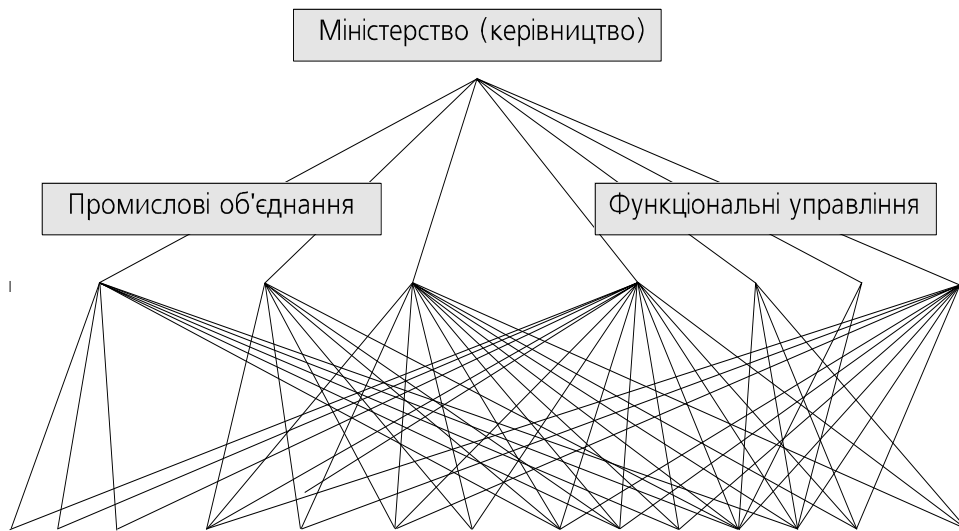 Міністерство (керівництво)
Промислові об'єднання
Функціональні управління